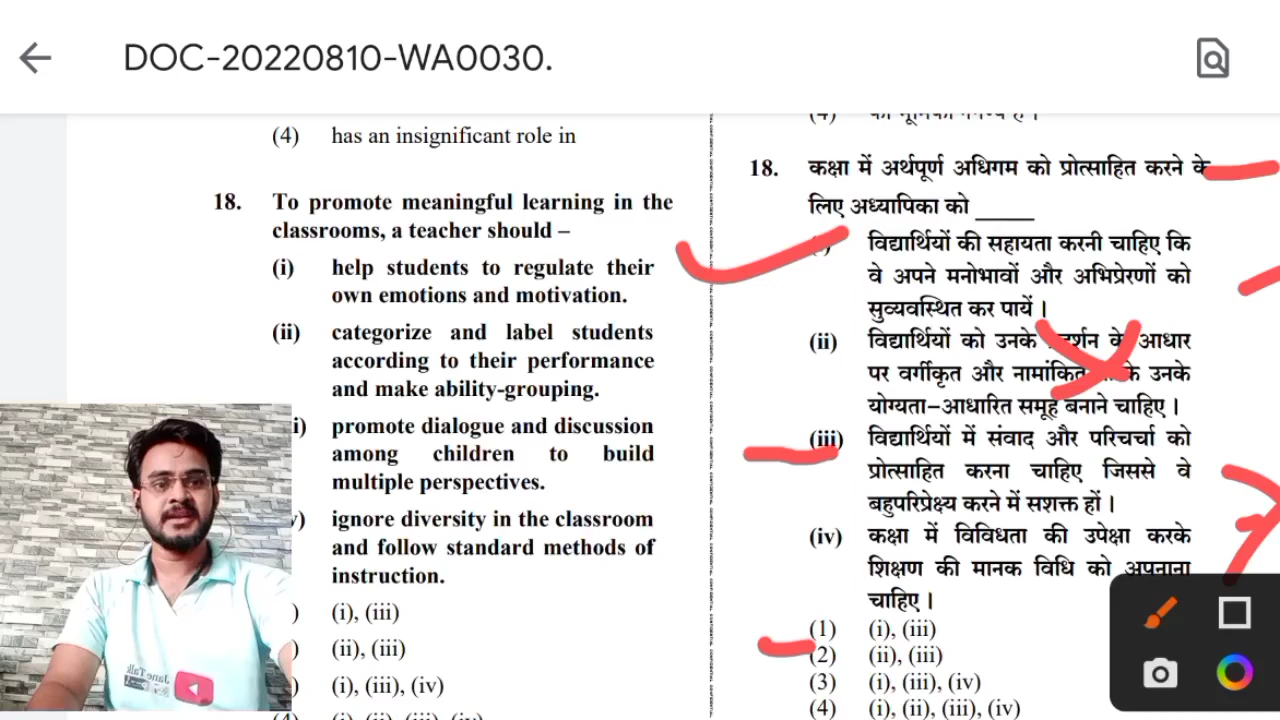 DOC-20220810-WA0030.
(4) has an insignificant role in
18. To promote meaningful learning in the
classrooms, a teacher should –
(i) help students to regulate their
own emotions and motivation.
(ii) categorize and label students
according to their performance
and make ability-grouping.
i) promote dialogue and discussion
among children to build
multiple perspectives.
v) ignore diversity in the classroom
and follow standard methods of
instruction.
) (i), (iii)
) (ii), (iii)
) (i), (iii), (iv)
(4) (i), (ii), (iii), (iv)
18. कक्षा में अर्थपूर्ण अधिगम को प्रोत्साहित करने के
लिए अध्यापिका को _____
विद्यार्थियों की सहायता करनी चाहिए कि
वे अपने मनोभावों और अभिप्रेरणों को
सुव्यवस्थित कर पायें ।
(ii) विद्यार्थियों को उनके के आधार
पर वर्गीकृत और उनके
योग्यता–आधारित समूह बनाने चाहिए ।
(iii) विद्यार्थियों में संवाद और परिचर्चा को
प्रोत्साहित करना चाहिए जिससे वे
बहुपरिप्रेक्ष्य करने में सशक्त हों ।
(iv) कक्षा में विविधता की उपेक्षा करके
शिक्षण की मानक विधि को अपनाना
चाहिए ।
(1) (i), (iii)
(2) (ii), (iii)
(3) (i), (iii), (iv)
(4) (i), (ii), (iii), (iv)